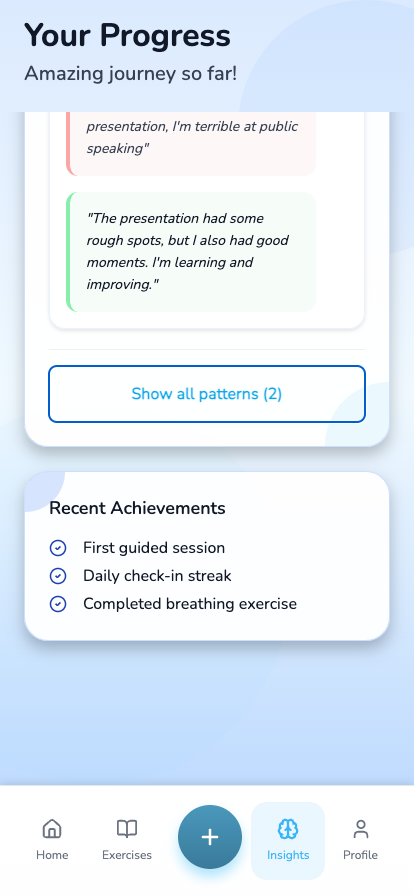 Your Progress
Amazing journey so far!
presentation, I'm terrible at public
speaking"
"The presentation had some
rough spots, but I also had good
moments. I'm learning and
improving."
Show all patterns (2)
Recent Achievements
First guided session
Daily check-in streak
Completed breathing exercise
Home
Exercises
Insights
Profile